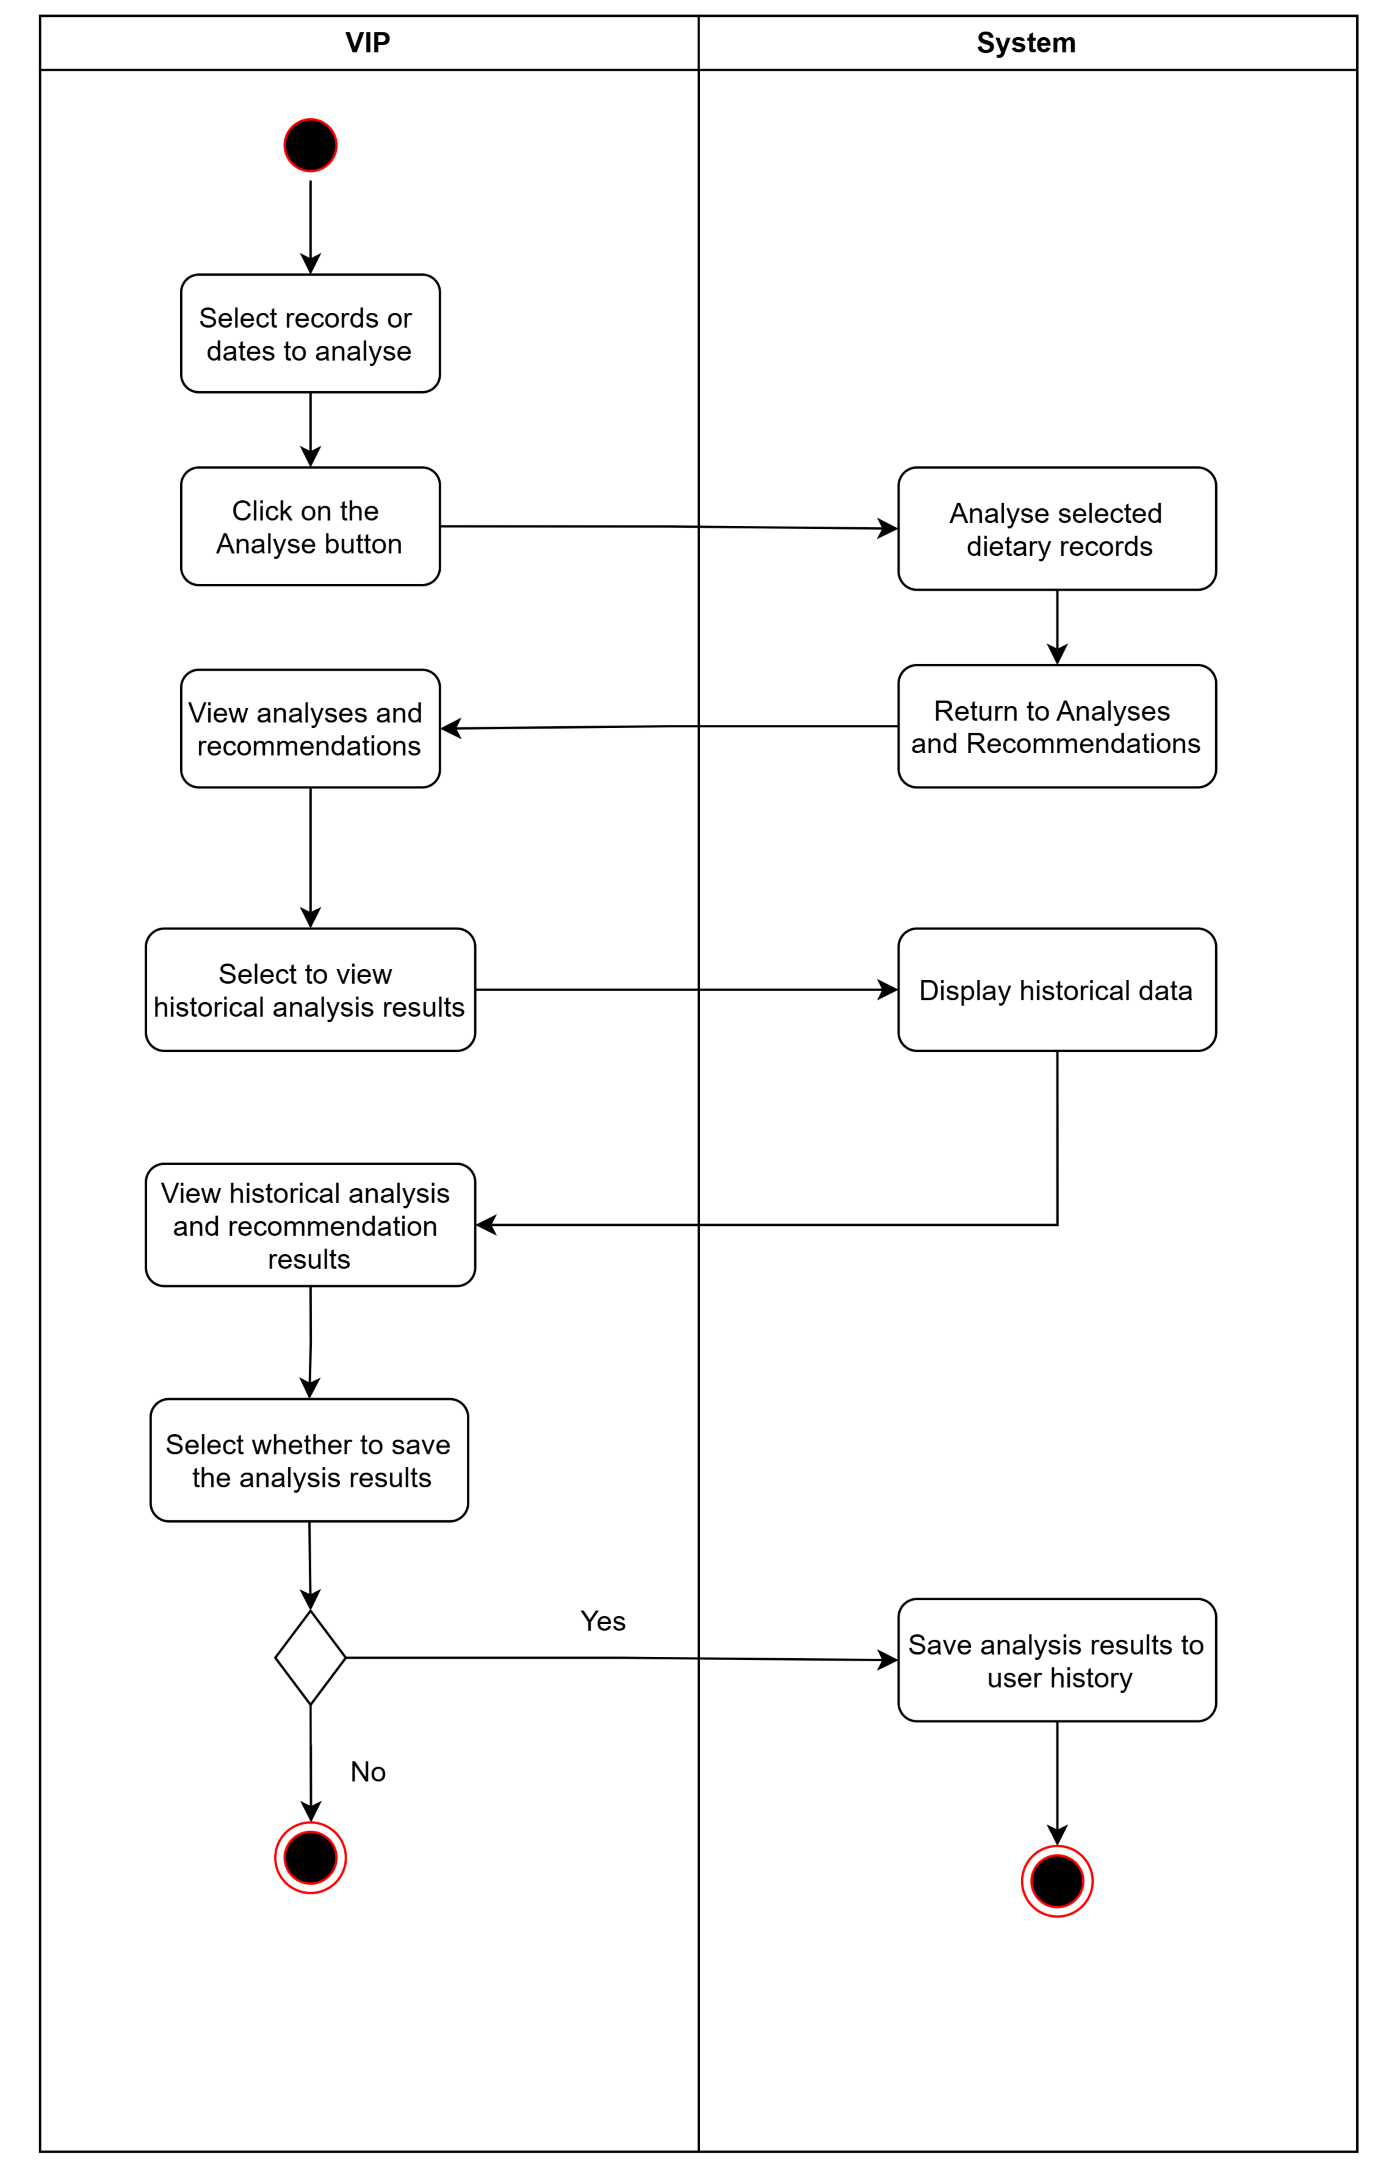 VIP
System
Select records or
dates to analyse
Click on the
Analyse button
Analyse selected
dietary records
Return to Analyses
and Recommendations
View analyses and
recommendations
Select to view
historical analysis results
Display historical data
View historical analysis
and recommendation
results
Select whether to save
the analysis results
Yes
Save analysis results to
user history
No